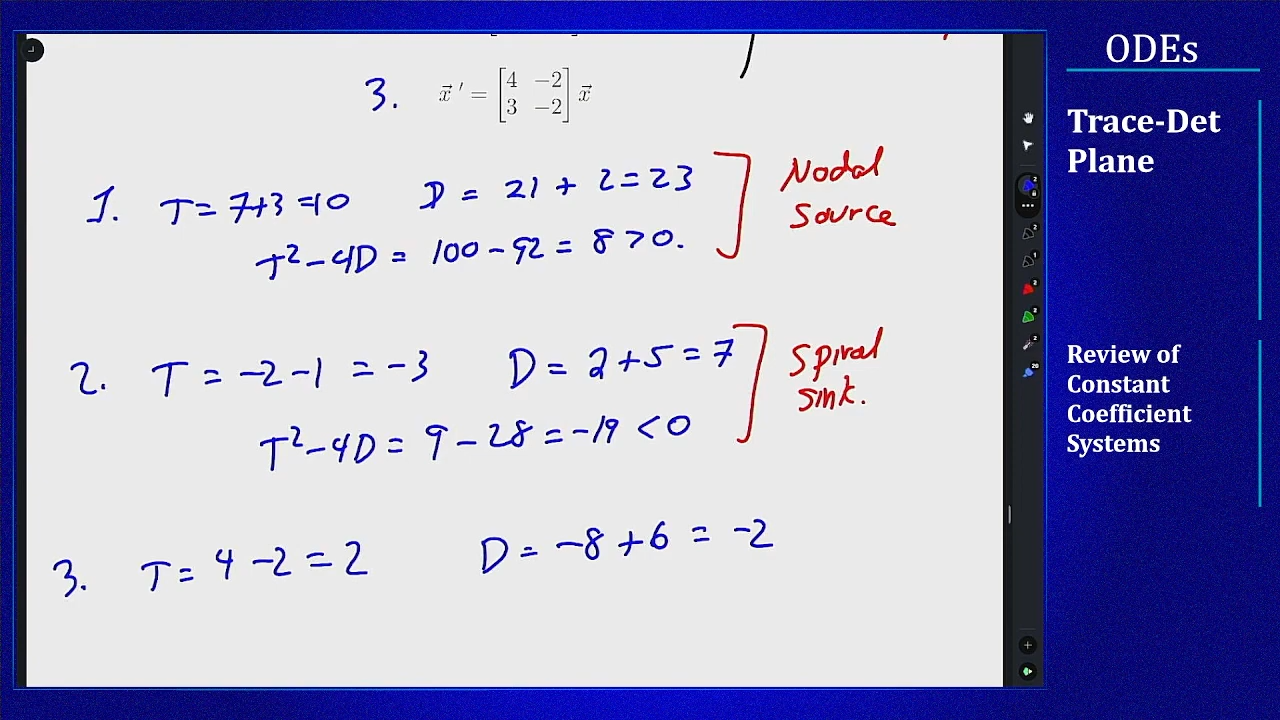 ODEs
Trace-Det
Plane
Review of
Constant
Coefficient
Systems
3. x⃗ ′ = [4 −2; 3 −2] x⃗
1. T = 7+3 = 10 D = 21 + 2 = 23
T² − 4D = 100 − 92 = 8 > 0.
Nodal
Source
2. T = −2 − 1 = −3 D = 2 + 5 = 7
T² − 4D = 9 − 28 = −19 < 0
Spiral
Sink.
3. T = 4 − 2 = 2 D = −8 + 6 = −2